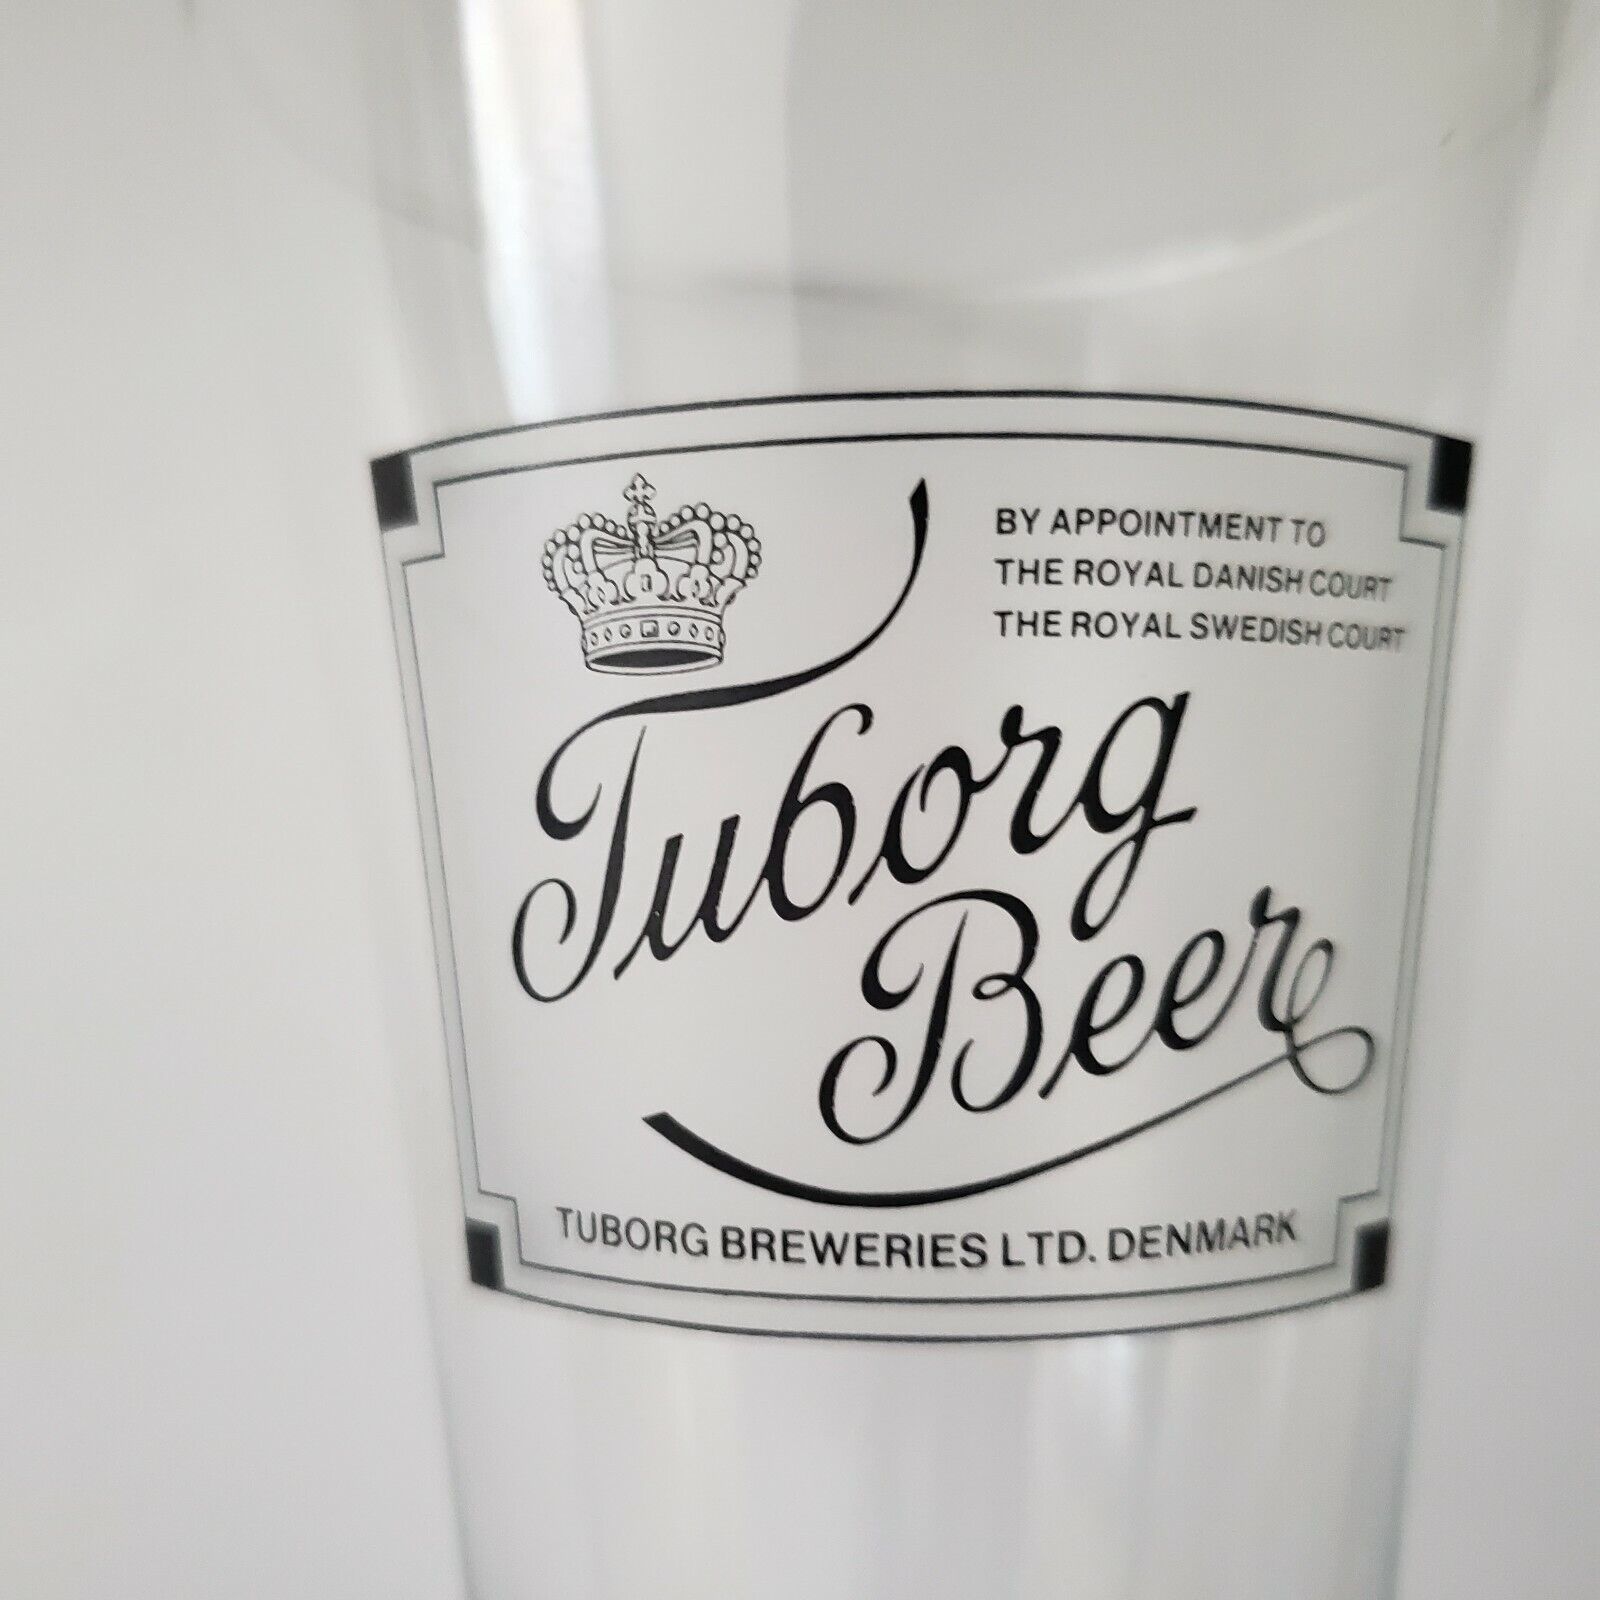 BY APPOINTMENT TO
THE ROYAL DANISH COURT
THE ROYAL SWEDISH COURT
Tuborg
Beer
TUBORG BREWERIES LTD. DENMARK